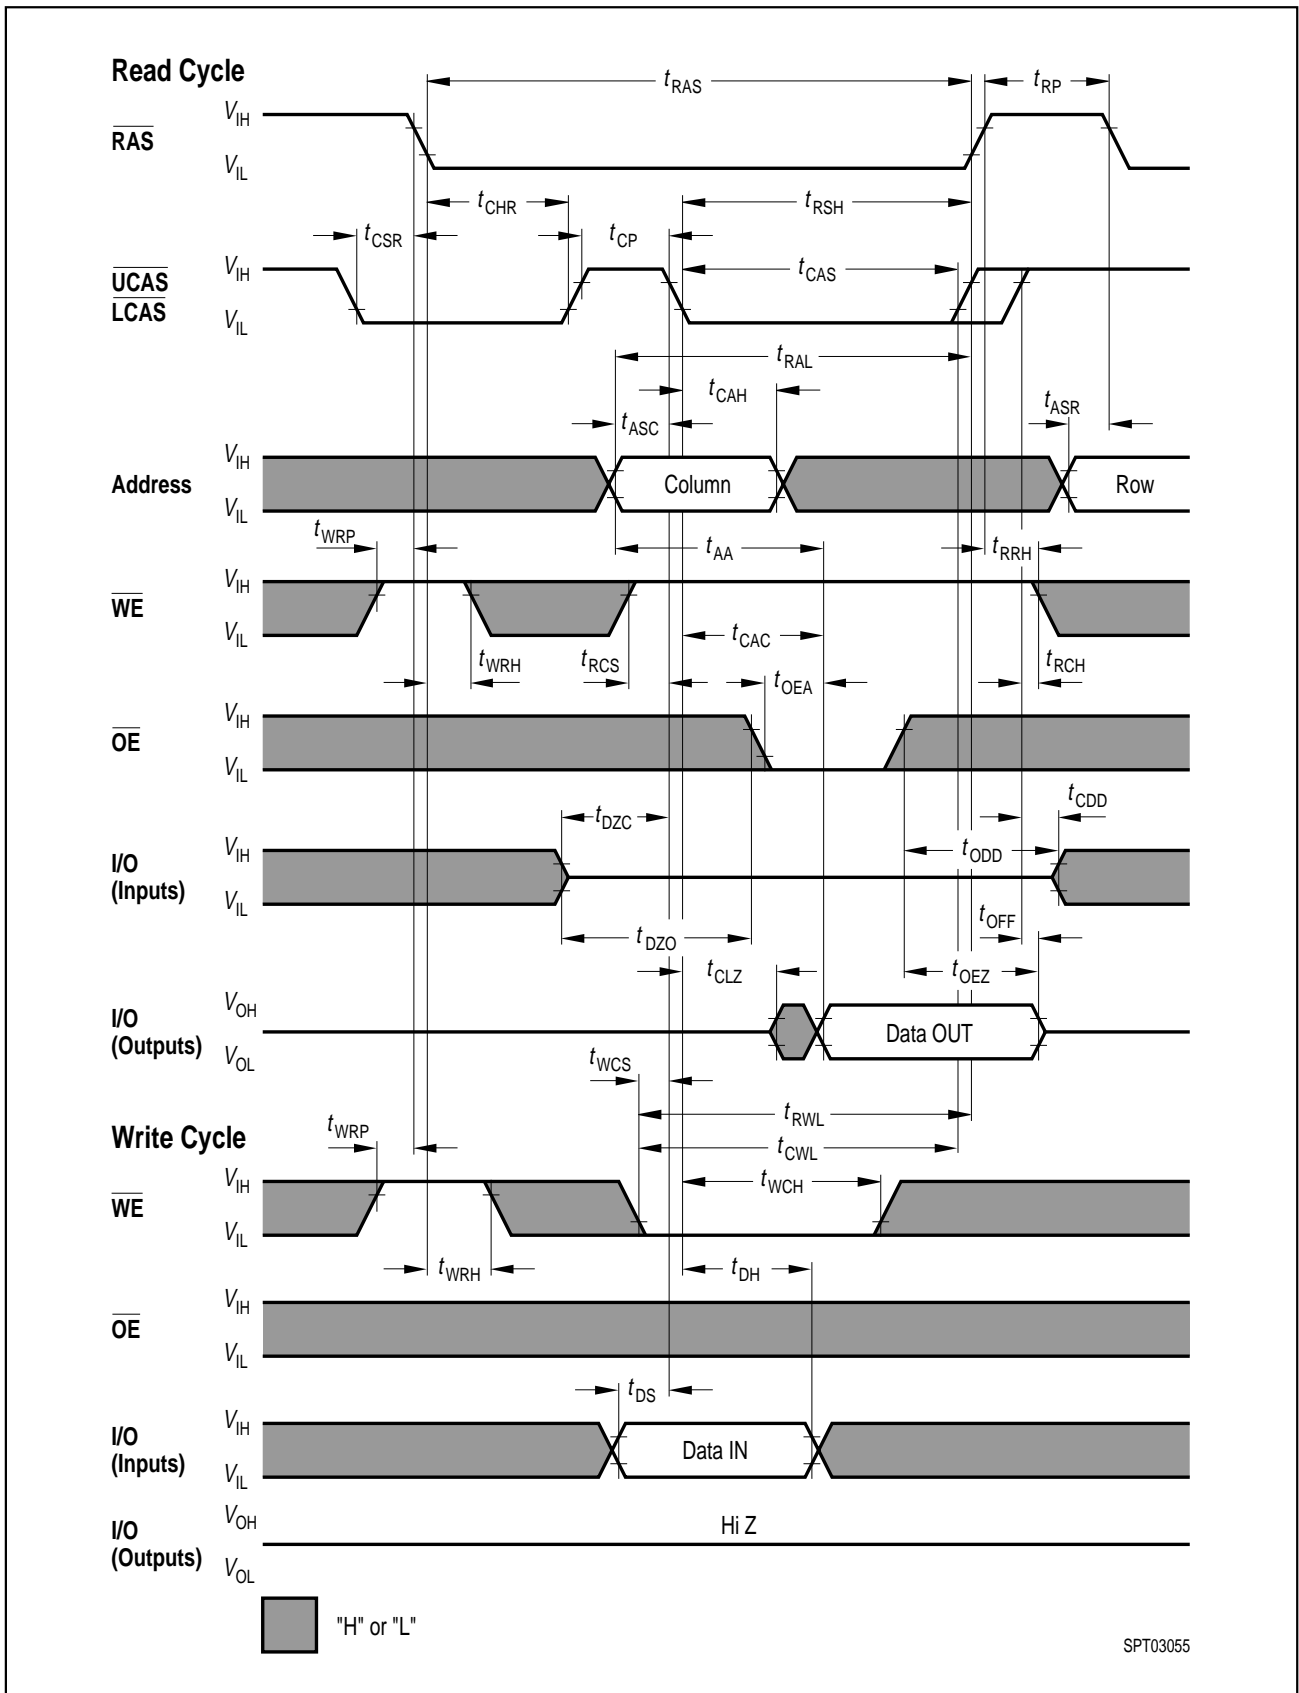 Read Cycle
tRAS
tRP
VIH
RAS
VIL
tCHR
tRSH
tCSR
tCP
VIH
tCAS
UCAS
LCAS
VIL
tRAL
tCAH
tASR
tASC
VIH
Address
Column
Row
VIL
tWRP
tAA
tRRH
VIH
WE
VIL
tCAC
tWRH
tRCS
tRCH
tOEA
VIH
OE
VIL
tCDD
tDZC
VIH
tODD
I/O
(Inputs)
VIL
tOFF
tDZO
tCLZ
tOEZ
VOH
I/O
(Outputs)
Data OUT
VOL
tWCS
tRWL
tWRP
Write Cycle
tCWL
VIH
tWCH
WE
VIL
tWRH
tDH
VIH
OE
VIL
tDS
VIH
I/O
(Inputs)
Data IN
VIL
VOH
Hi Z
I/O
(Outputs)
VOL
"H" or "L"
SPT03055